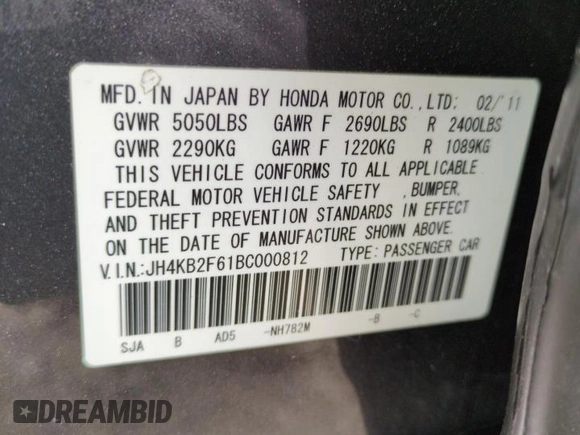 MFD. IN JAPAN BY HONDA MOTOR CO., LTD: 02/'11
GVWR 5050LBS GAWR F 2690LBS R 2400LBS
GVWR 2290KG GAWR F 1220KG R 1089KG
THIS VEHICLE CONFORMS TO ALL APPLICABLE
FEDERAL MOTOR VEHICLE SAFETY , BUMPER,
AND THEFT PREVENTION STANDARDS IN EFFECT
ON THE DATE OF MANUFACTURE SHOWN ABOVE.
V.I.N.:JH4KB2F61BC000812 TYPE: PASSENGER CAR
SJA B AD5 -NH782M -B -C
DREAMBID